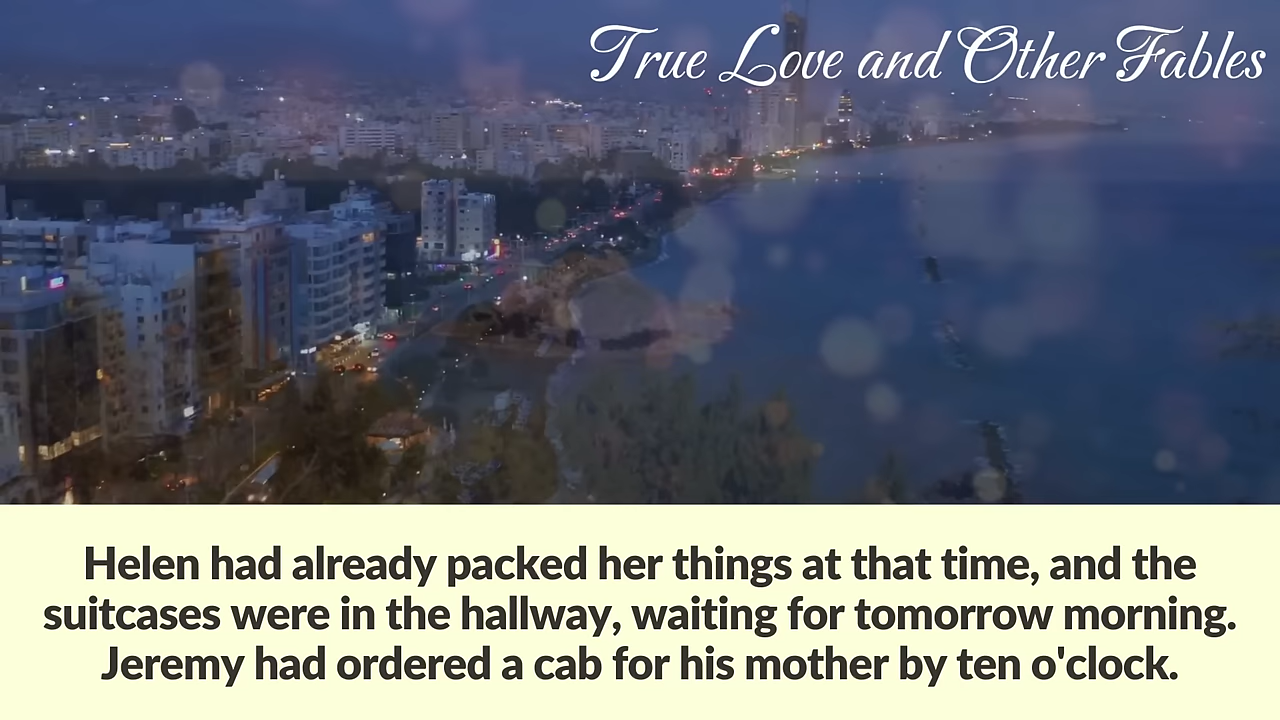 True Love and Other Fables
Helen had already packed her things at that time, and the
suitcases were in the hallway, waiting for tomorrow morning.
Jeremy had ordered a cab for his mother by ten o'clock.